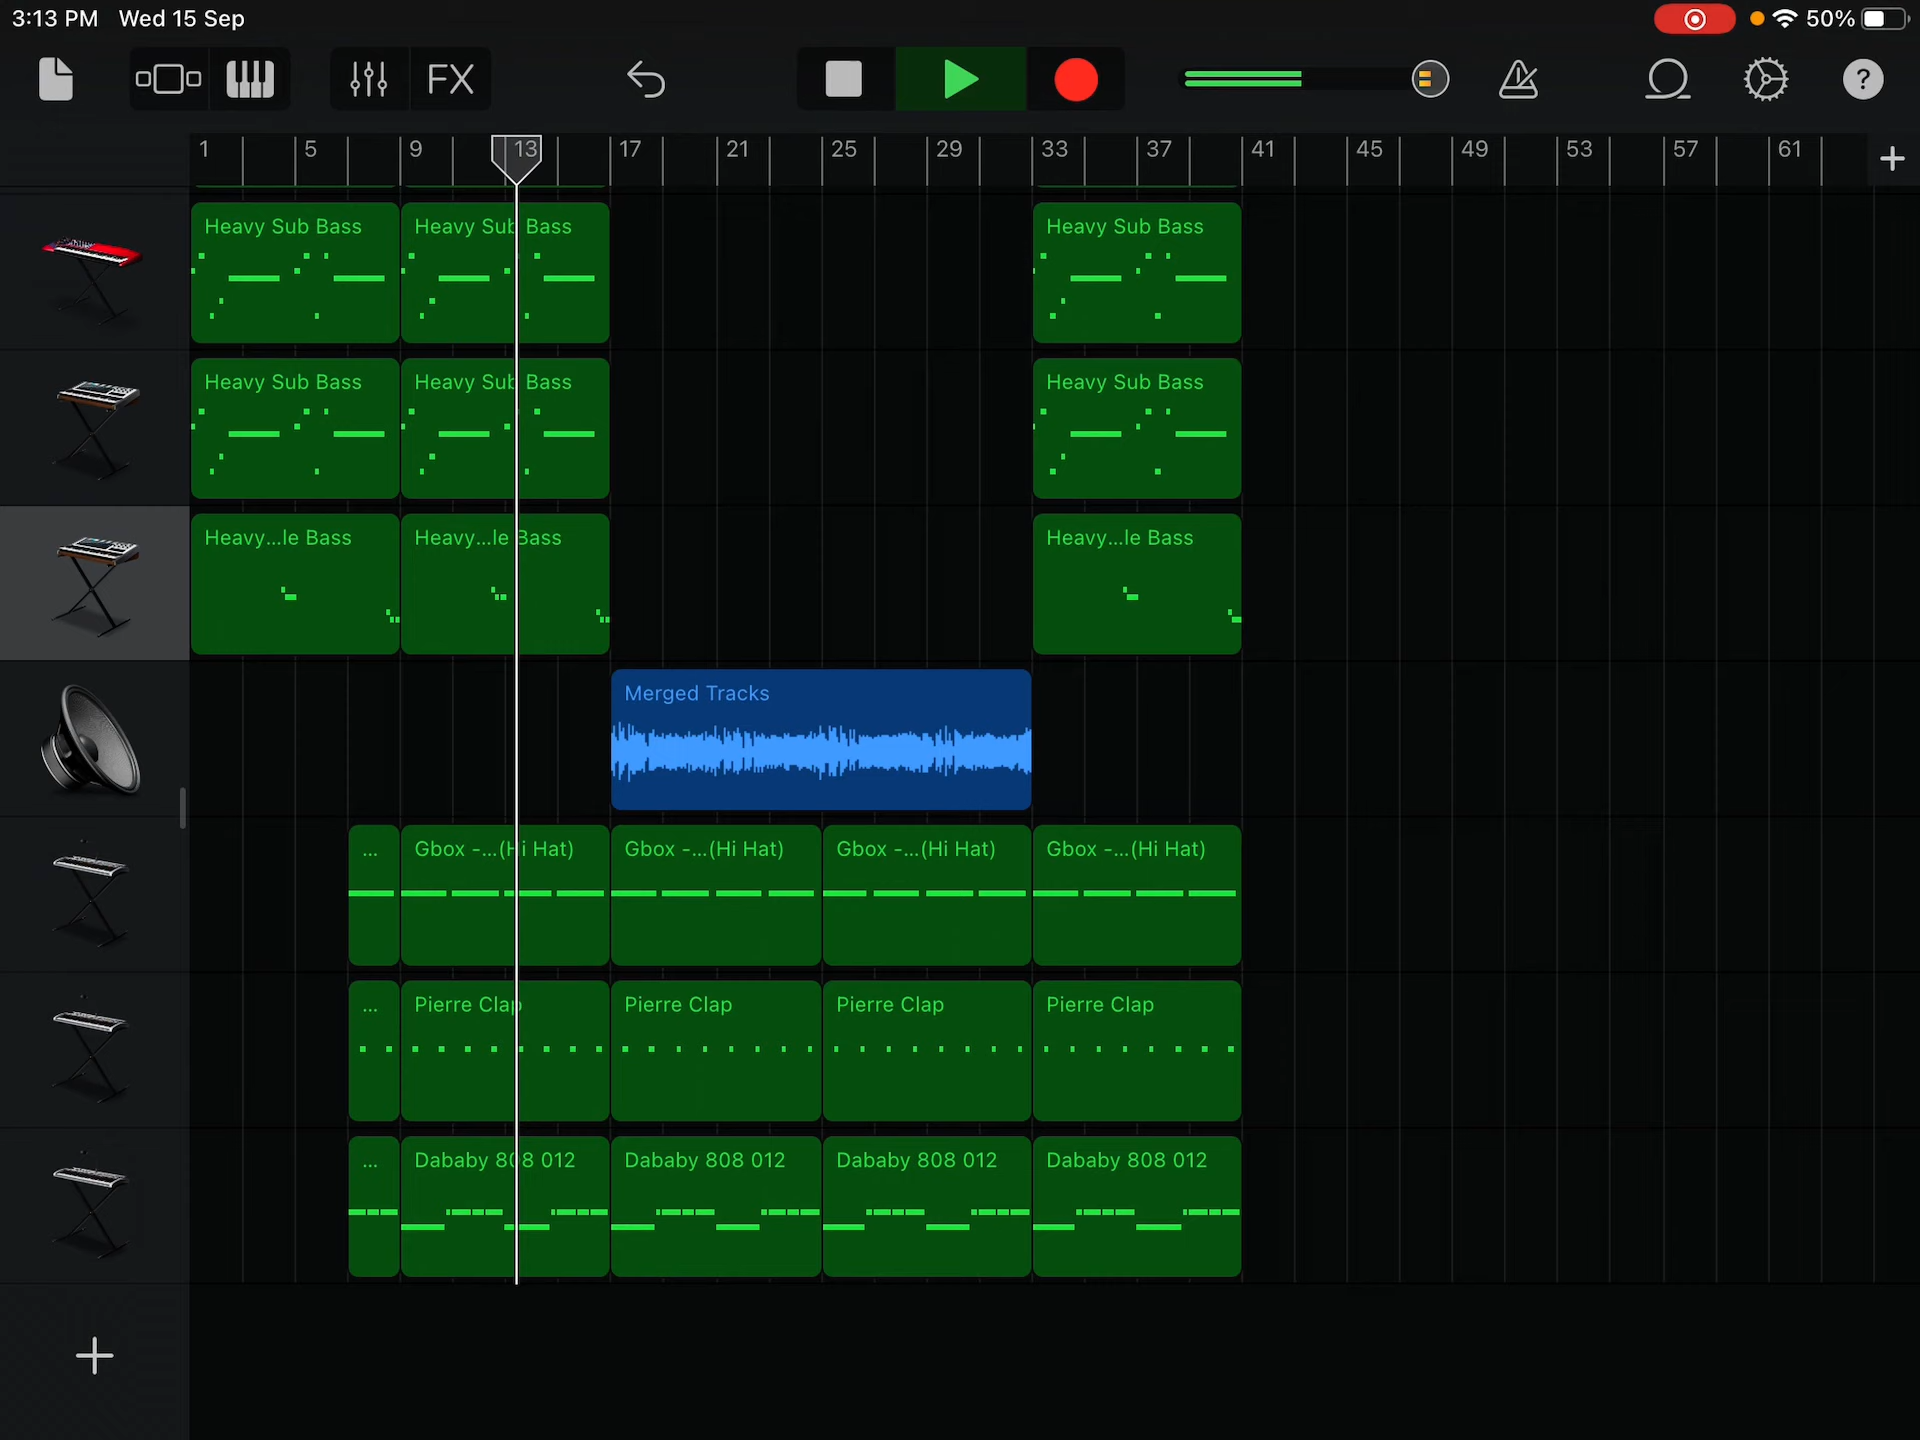 3:13 PM Wed 15 Sep 50%
FX ?
1 5 9 13 17 21 25 29 33 37 41 45 49 53 57 61
Heavy Sub Bass Heavy Sub Bass Heavy Sub Bass
Heavy Sub Bass Heavy Sub Bass Heavy Sub Bass
Heavy...le Bass Heavy...le Bass Heavy...le Bass
Merged Tracks
... Gbox -...(Hi Hat) Gbox -...(Hi Hat) Gbox -...(Hi Hat) Gbox -...(Hi Hat)
... Pierre Clap Pierre Clap Pierre Clap Pierre Clap
... Dababy 808 012 Dababy 808 012 Dababy 808 012 Dababy 808 012